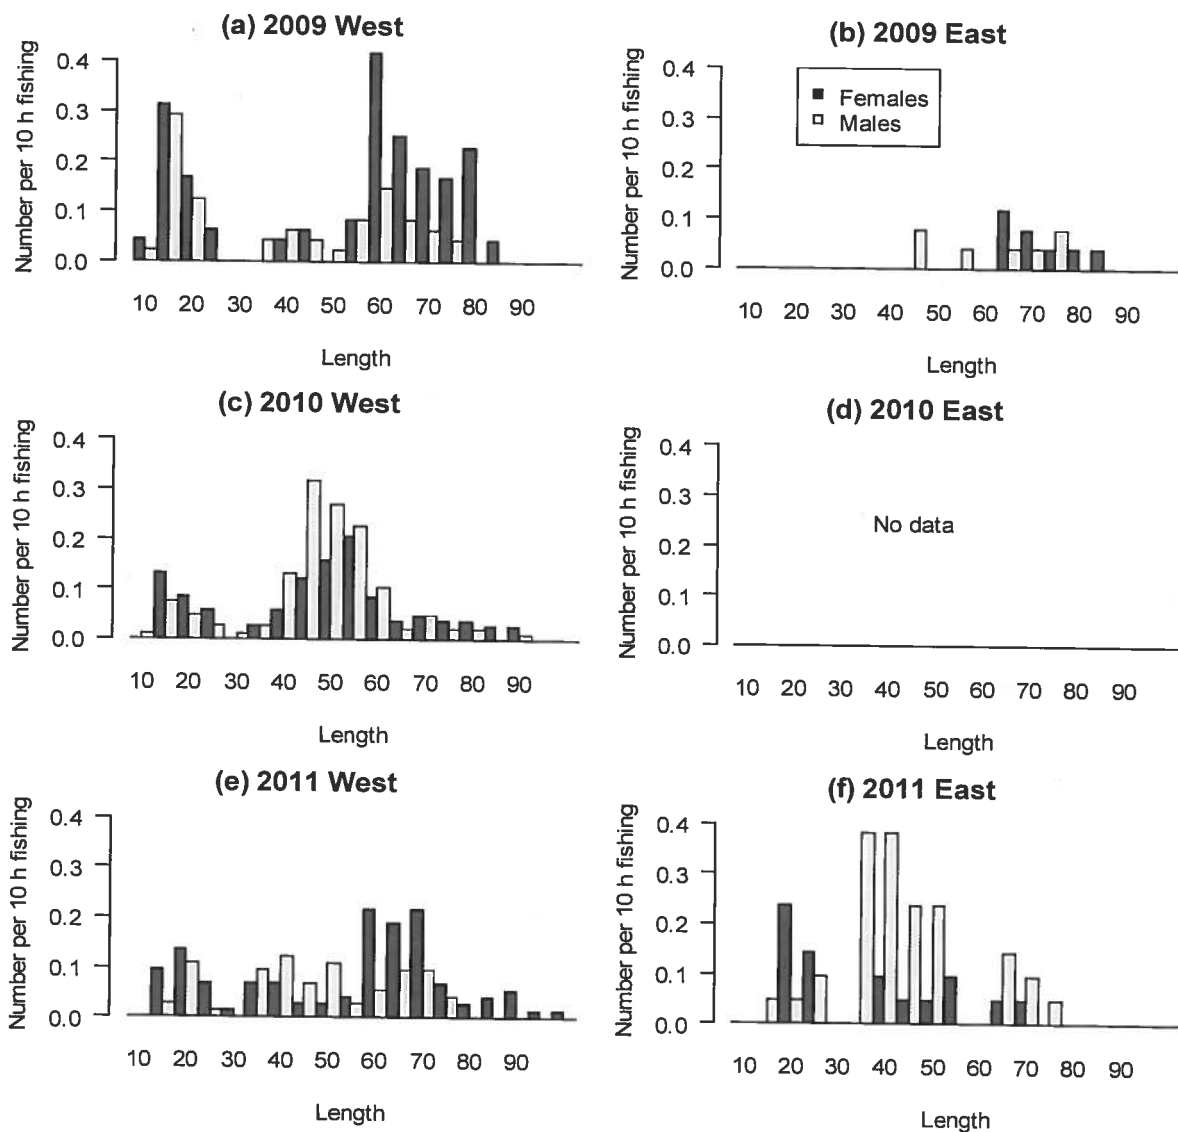 (a) 2009 West
Number per 10 h fishing
0.4
0.3
0.2
0.1
0.0
10 20 30 40 50 60 70 80 90
Length
(b) 2009 East
Number per 10 h fishing
0.4
0.3
0.2
0.1
0.0
Females
Males
10 20 30 40 50 60 70 80 90
Length
(c) 2010 West
Number per 10 h fishing
0.4
0.3
0.2
0.1
0.0
10 20 30 40 50 60 70 80 90
Length
(d) 2010 East
Number per 10 h fishing
0.4
0.3
0.2
0.1
0.0
No data
10 20 30 40 50 60 70 80 90
Length
(e) 2011 West
Number per 10 h fishing
0.4
0.3
0.2
0.1
0.0
10 20 30 40 50 60 70 80 90
Length
(f) 2011 East
Number per 10 h fishing
0.4
0.3
0.2
0.1
0.0
10 20 30 40 50 60 70 80 90
Length